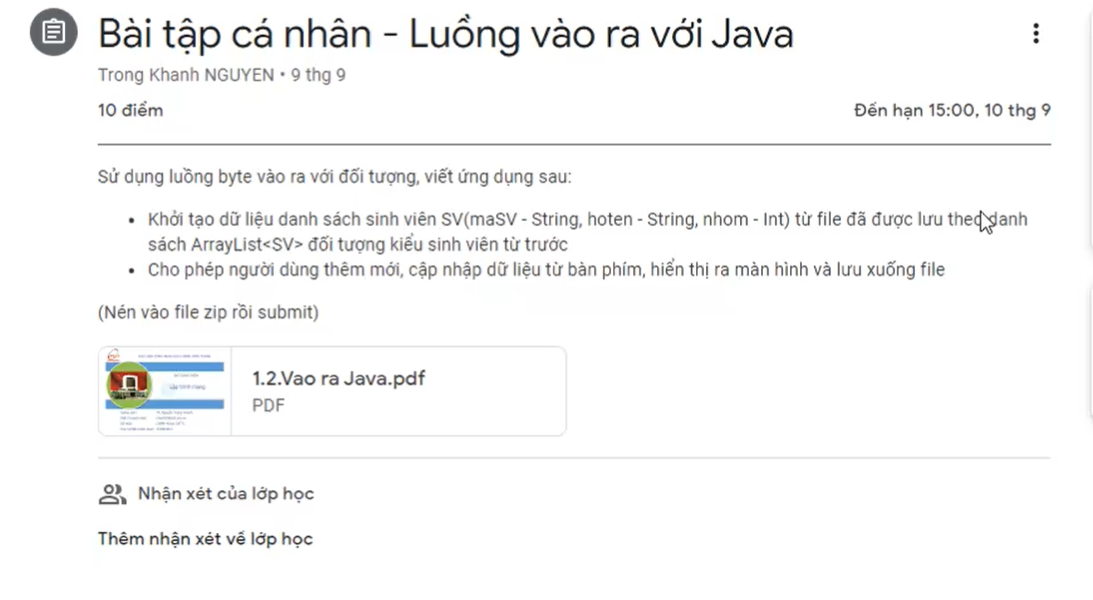 Bài tập cá nhân - Luồng vào ra với Java
Trong Khanh NGUYEN • 9 thg 9
10 điểm
Đến hạn 15:00, 10 thg 9
Sử dụng luồng byte vào ra với đối tượng, viết ứng dụng sau:
• Khởi tạo dữ liệu danh sách sinh viên SV(maSV - String, hoten - String, nhom - Int) từ file đã được lưu theo danh
sách ArrayList<SV> đối tượng kiểu sinh viên từ trước
• Cho phép người dùng thêm mới, cập nhập dữ liệu từ bàn phím, hiển thị ra màn hình và lưu xuống file
(Nén vào file zip rồi submit)
1.2.Vao ra Java.pdf
PDF
Nhận xét của lớp học
Thêm nhận xét về lớp học